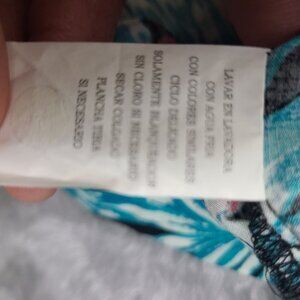 LAVAR EN LAVADORA
CON AGUA FRIA
CON COLORES SIMILARES
CICLO DELICADO
SOLAMENTE BLANQUEADOR
SIN CLORO SI NECESARIO
SECAR COLGADO
PLANCHA TIBIA
SI NECESARIO